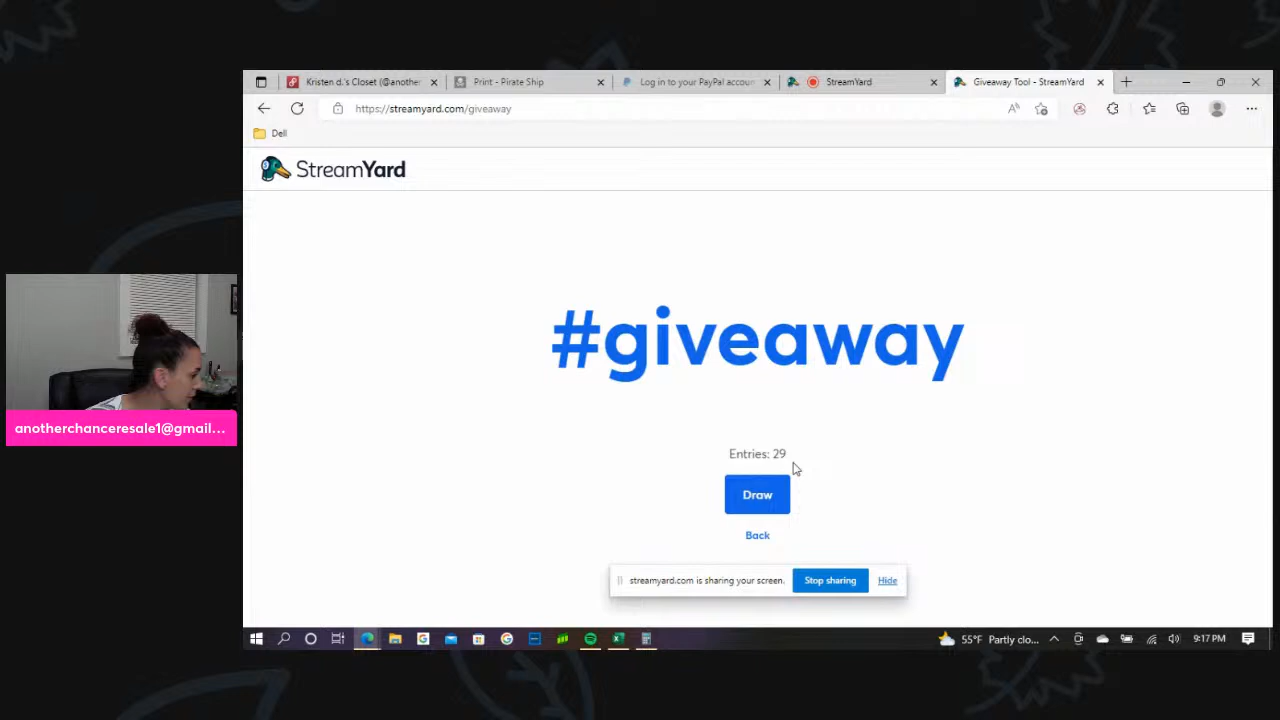 Kristen d.'s Closet (@another
Print - Pirate Ship
Log in to your PayPal accoun
StreamYard
Giveaway Tool - StreamYard
https://streamyard.com/giveaway
Dell
StreamYard
#giveaway
Entries: 29
Draw
Back
streamyard.com is sharing your screen.
Stop sharing
Hide
anotherchanceresale1@gmail...
55°F Partly clo...
9:17 PM